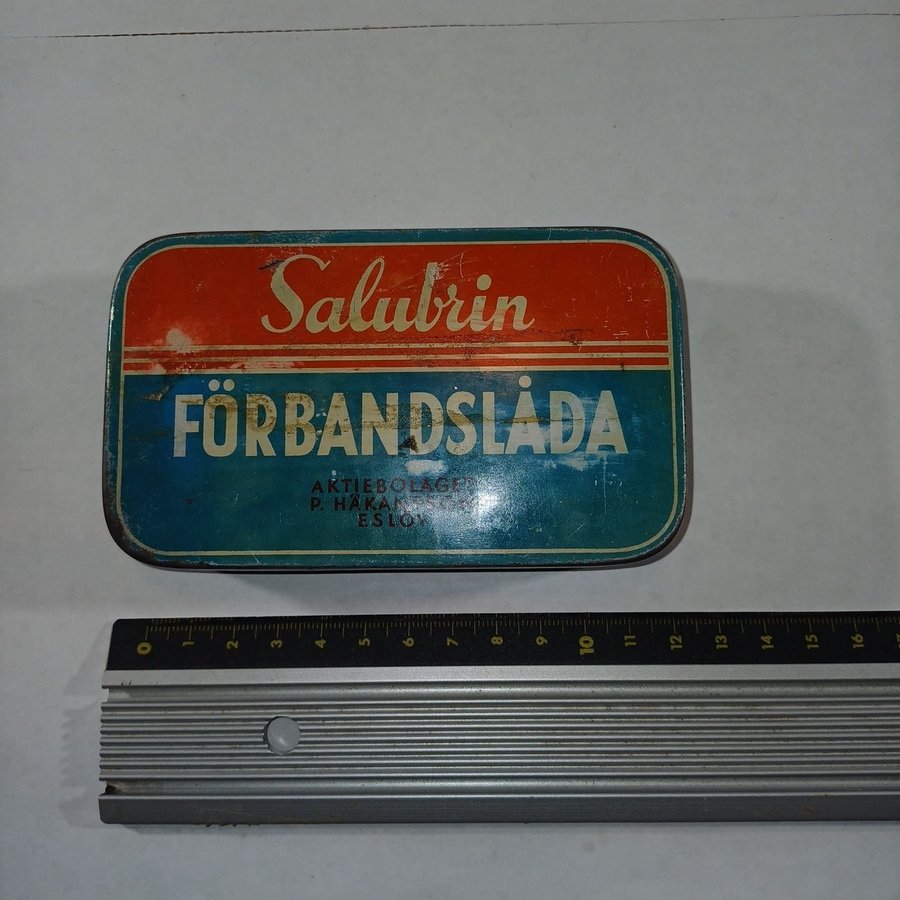 Salubrin
FÖRBANDSLÅDA
AKTIEBOLAGET
P. HÅKANSSON
ESLÖV
0 1 2 3 4 5 6 7 8 9 10 11 12 13 14 15 16